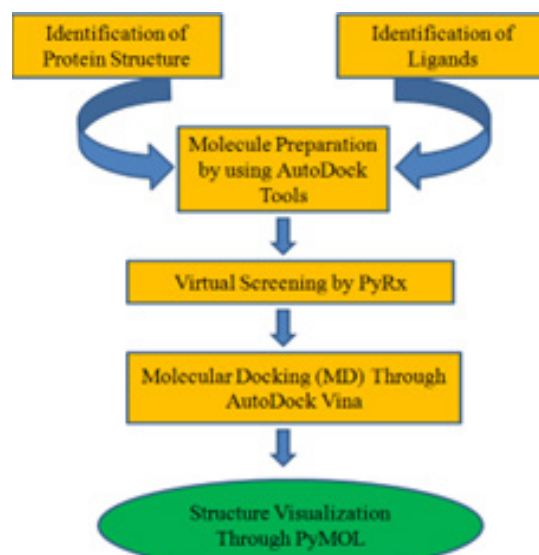 Identification of
Protein Structure
Identification of
Ligands
Molecule Preparation
by using AutoDock
Tools
Virtual Screening by PyRx
Molecular Docking (MD) Through
AutoDock Vina
Structure Visualization
Through PyMOL